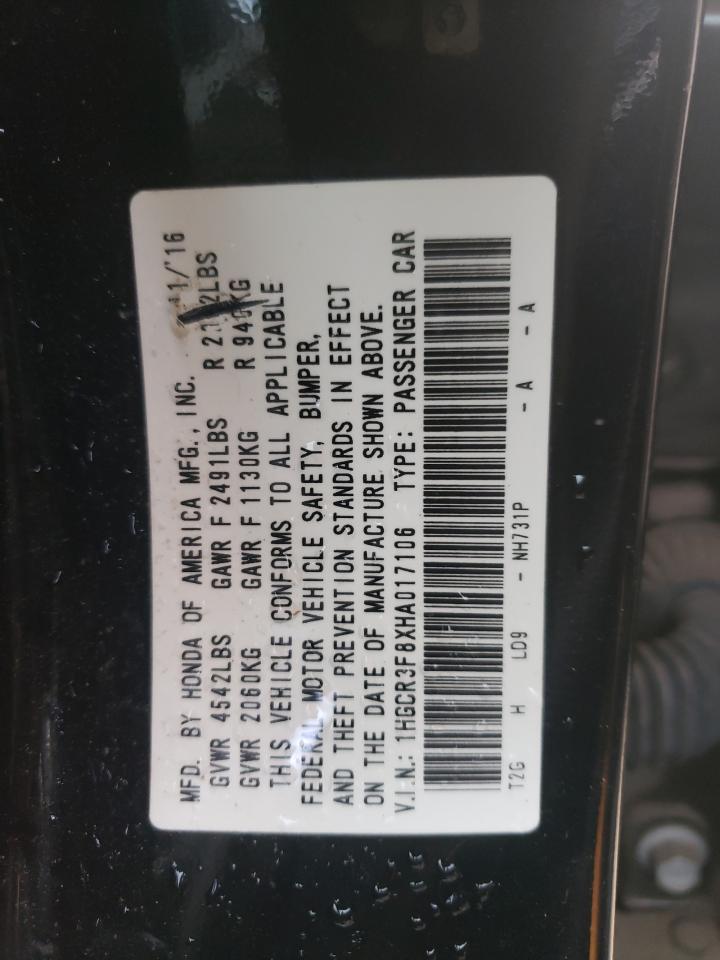 MFD. BY HONDA OF AMERICA MFG., INC. 11/'16
GVWR 4542LBS GAWR F 2491LBS R
GVWR 2060KG GAWR F 1130KG R
THIS VEHICLE CONFORMS TO ALL APPLICABLE
FEDERAL MOTOR VEHICLE SAFETY, BUMPER,
AND THEFT PREVENTION STANDARDS IN EFFECT
ON THE DATE OF MANUFACTURE SHOWN ABOVE.
V.I.N.: 1HGCR3F8XHA017106 TYPE: PASSENGER CAR
T2G H LD9 - NH731P - A - A